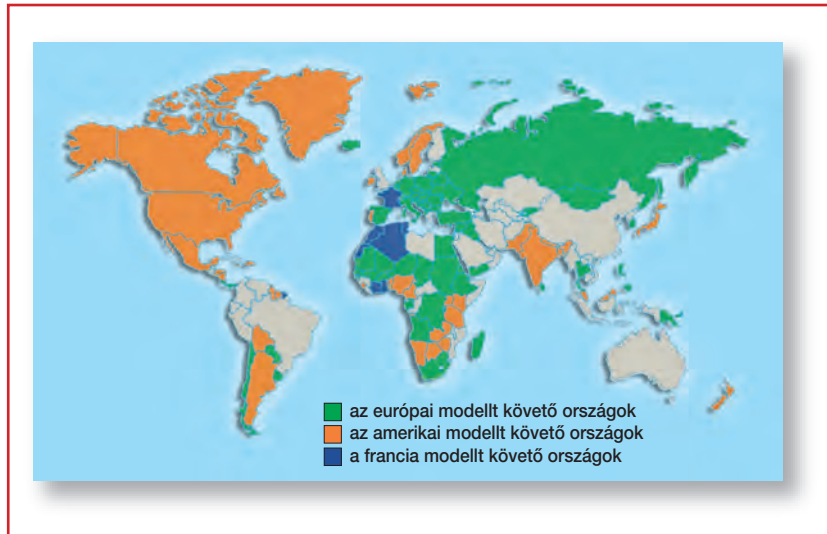 az európai modellt követő országok
az amerikai modellt követő országok
a francia modellt követő országok